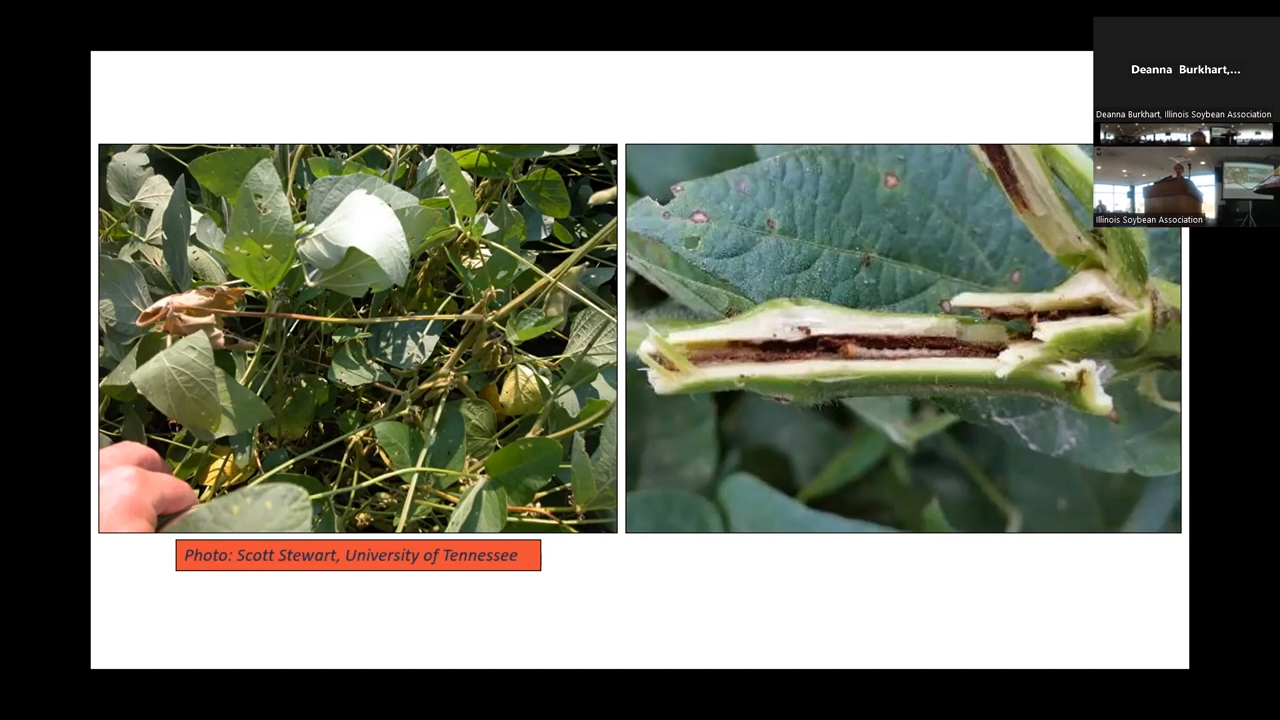 Deanna Burkhart,...
Deanna Burkhart, Illinois Soybean Association
Illinois Soybean Association
Photo: Scott Stewart, University of Tennessee